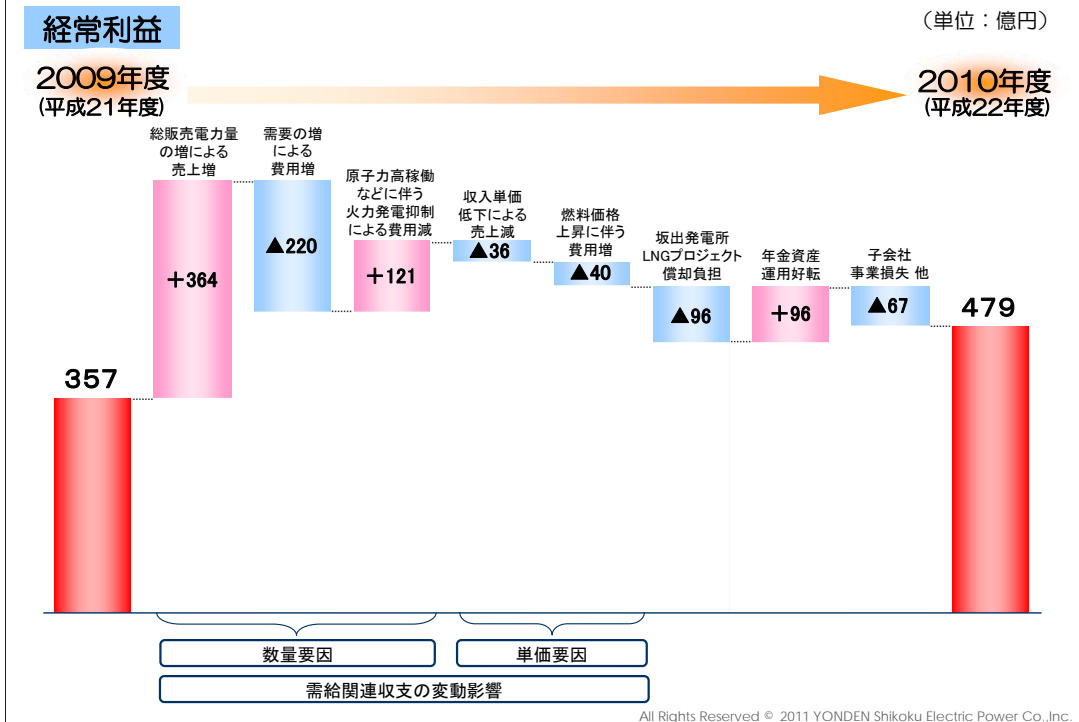 経常利益
（単位：億円）
2009年度
(平成21年度)
2010年度
(平成22年度)
総販売電力量
の増による
売上増
＋364
需要の増
による
費用増
▲220
原子力高稼働
などに伴う
火力発電抑制
による費用減
＋121
収入単価
低下による
売上減
▲36
燃料価格
上昇に伴う
費用増
▲40
坂出発電所
LNGプロジェクト
償却負担
▲96
年金資産
運用好転
＋96
子会社
事業損失 他
▲67
357
479
数量要因
単価要因
需給関連収支の変動影響
All Rights Reserved © 2011 YONDEN Shikoku Electric Power Co.,Inc.